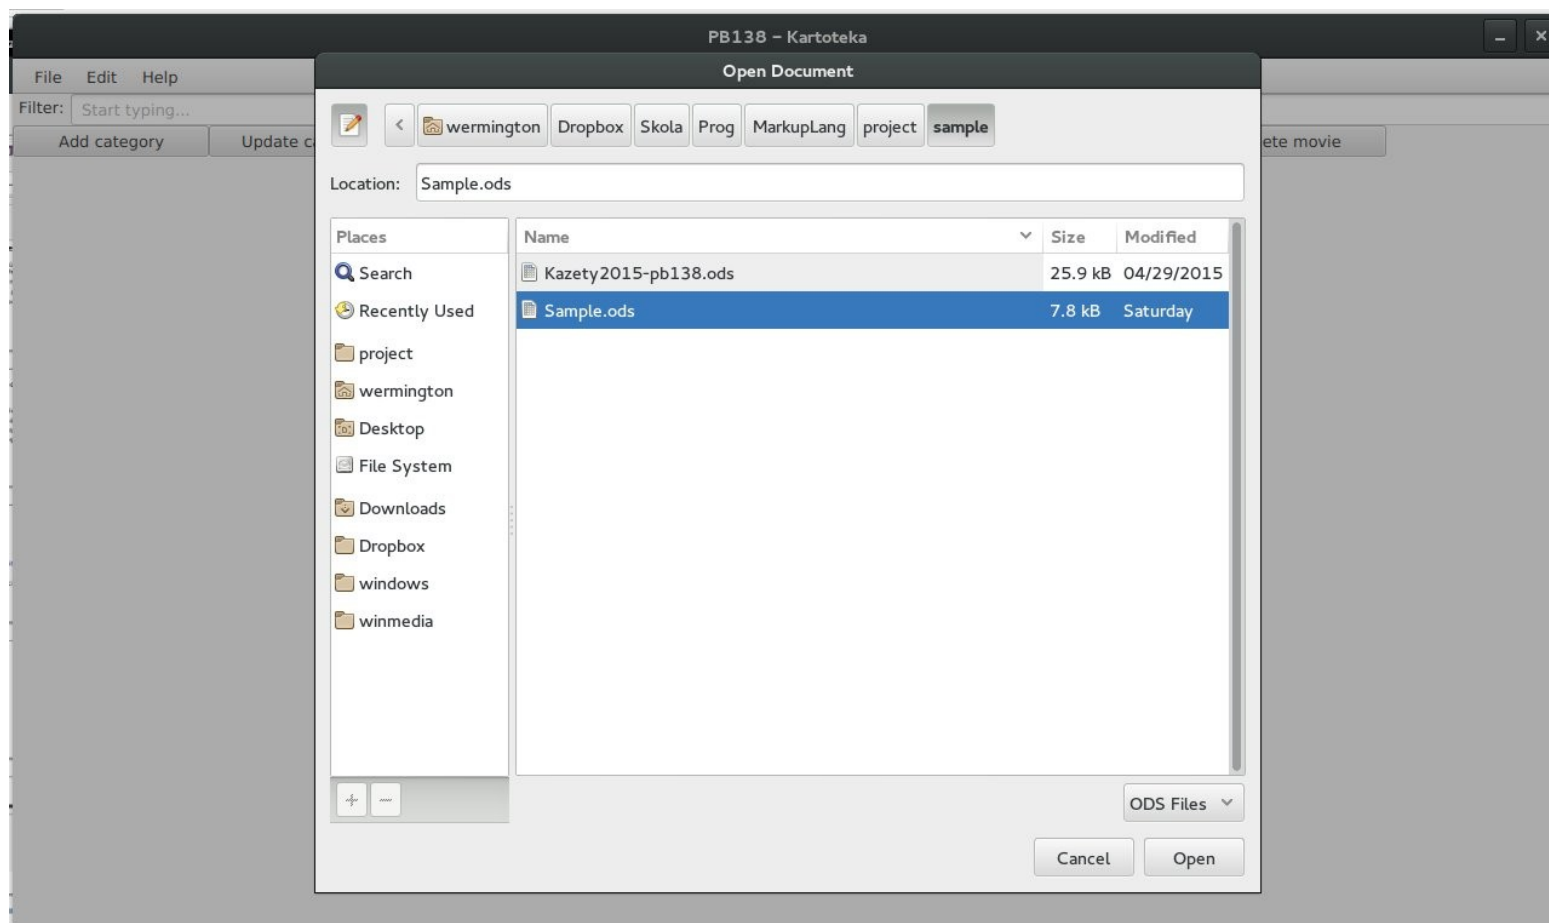 PB138 – Kartoteka
Open Document
File Edit Help
Filter: Start typing...
Add category Update c ete movie
< wermington Dropbox Skola Prog MarkupLang project sample
Location: Sample.ods
Places
Search
Recently Used
project
wermington
Desktop
File System
Downloads
Dropbox
windows
winmedia
Name Size Modified
Kazety2015-pb138.ods 25.9 kB 04/29/2015
Sample.ods 7.8 kB Saturday
ODS Files
Cancel Open